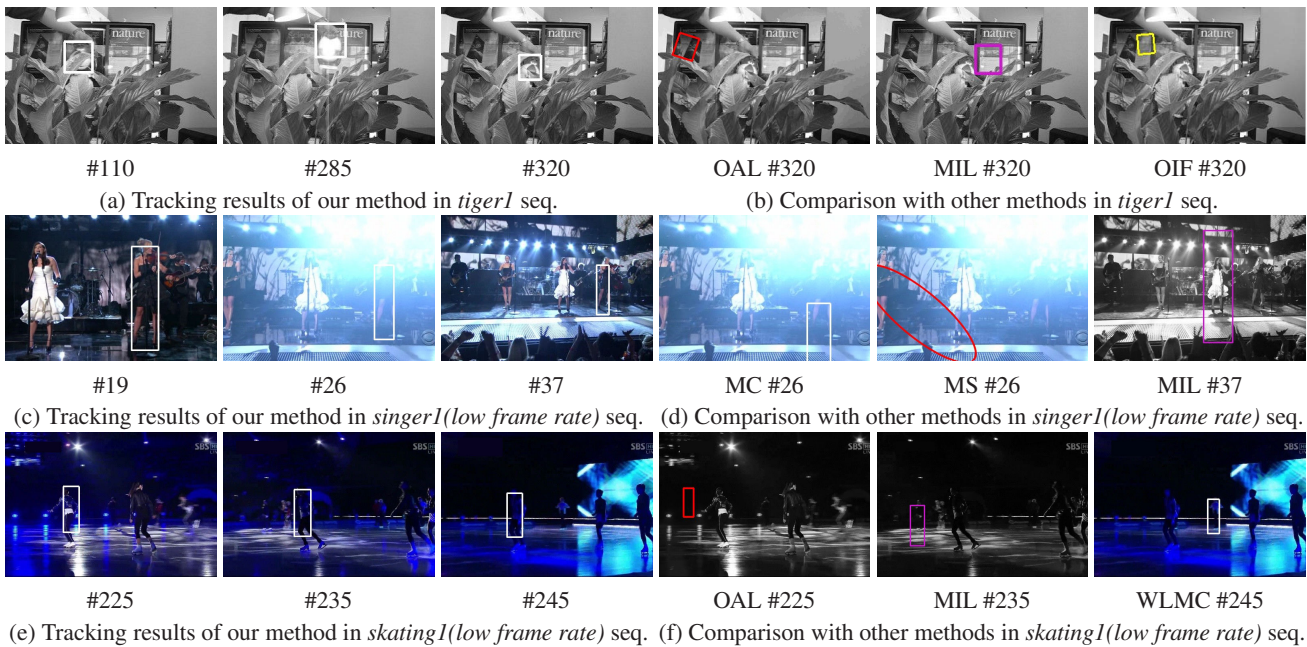 nature
nature
nature
nature
nature
nature
#110 #285 #320 OAL #320 MIL #320 OIF #320
(a) Tracking results of our method in tiger1 seq. (b) Comparison with other methods in tiger1 seq.
#19 #26 #37 MC #26 MS #26 MIL #37
(c) Tracking results of our method in singer1(low frame rate) seq. (d) Comparison with other methods in singer1(low frame rate) seq.
SBS SBS SBS SBS SBS SBS
#225 #235 #245 OAL #225 MIL #235 WLMC #245
(e) Tracking results of our method in skating1(low frame rate) seq. (f) Comparison with other methods in skating1(low frame rate) seq.